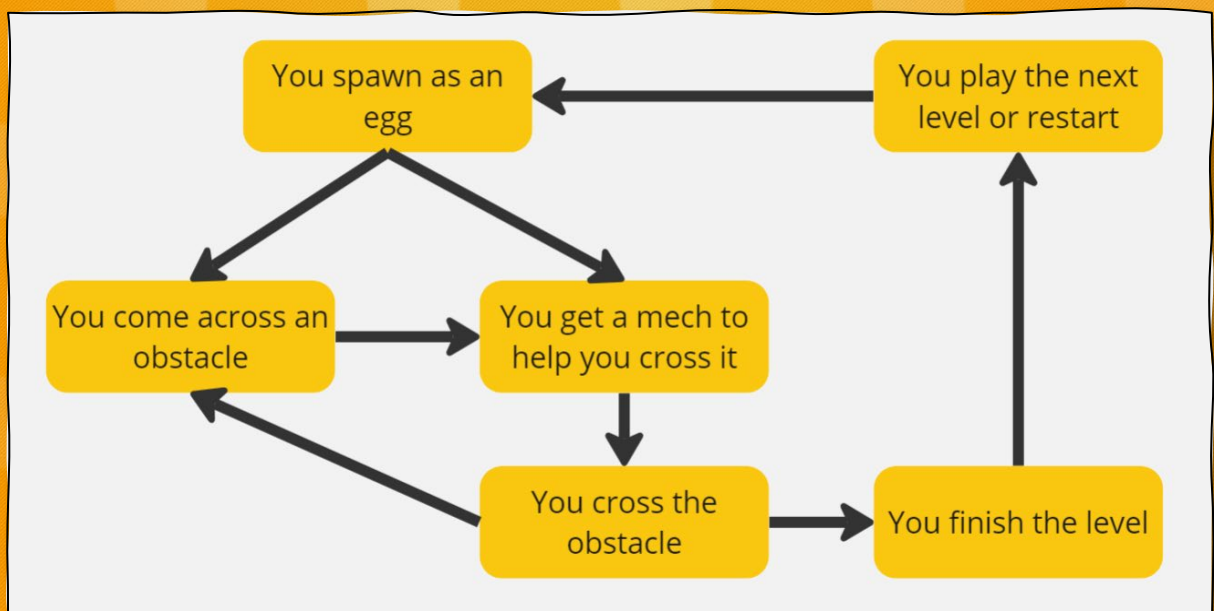 You spawn as an
egg
You play the next
level or restart
You come across an
obstacle
You get a mech to
help you cross it
You cross the
obstacle
You finish the level